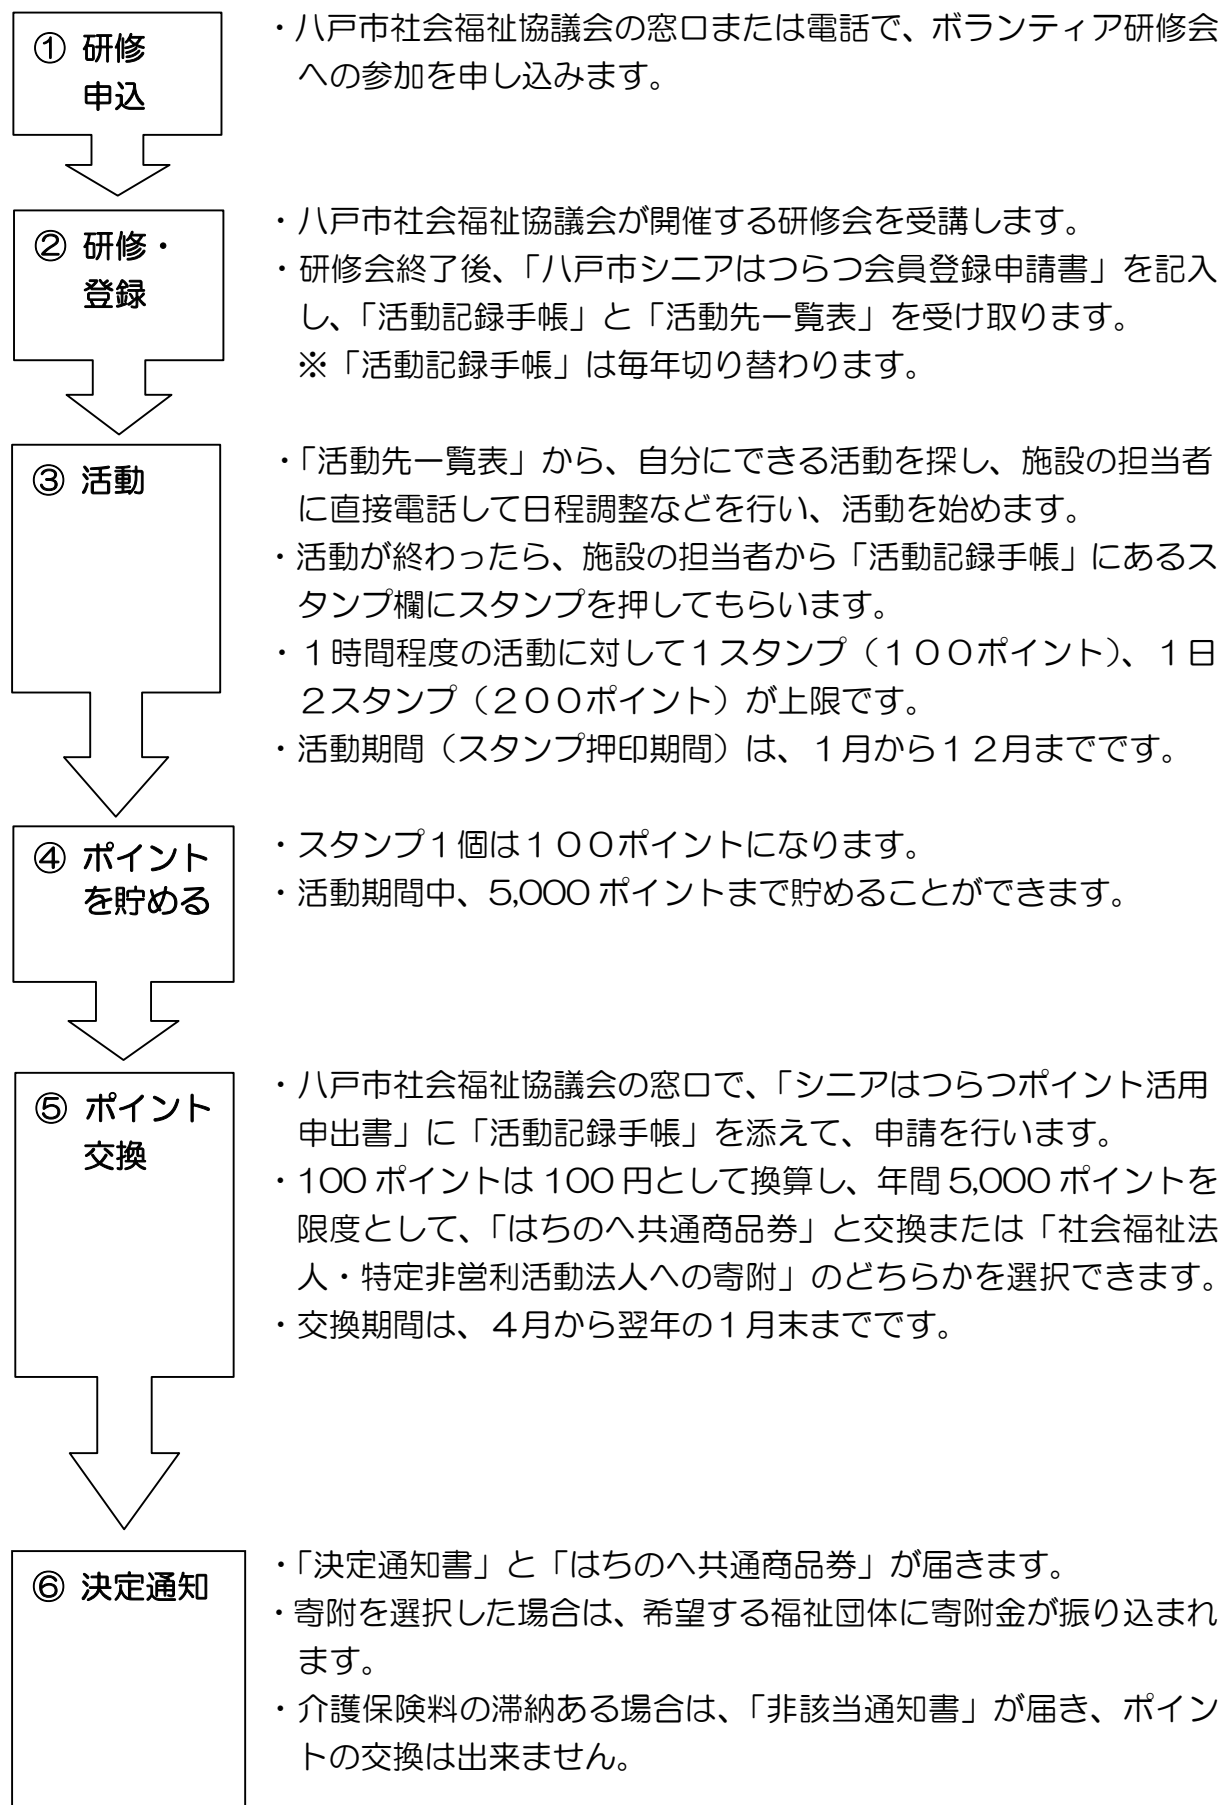 ① 研修
申込
・八戸市社会福祉協議会の窓口または電話で、ボランティア研修会
への参加を申し込みます。
② 研修・
登録
・八戸市社会福祉協議会が開催する研修会を受講します。
・研修会終了後、「八戸市シニアはつらつ会員登録申請書」を記入
し、「活動記録手帳」と「活動先一覧表」を受け取ります。
※「活動記録手帳」は毎年切り替わります。
③ 活動
・「活動先一覧表」から、自分にできる活動を探し、施設の担当者
に直接電話して日程調整などを行い、活動を始めます。
・活動が終わったら、施設の担当者から「活動記録手帳」にあるス
タンプ欄にスタンプを押してもらいます。
・１時間程度の活動に対して１スタンプ（１００ポイント）、１日
２スタンプ（２００ポイント）が上限です。
・活動期間（スタンプ押印期間）は、１月から１２月までです。
④ ポイント
を貯める
・スタンプ１個は１００ポイントになります。
・活動期間中、5,000 ポイントまで貯めることができます。
⑤ ポイント
交換
・八戸市社会福祉協議会の窓口で、「シニアはつらつポイント活用
申出書」に「活動記録手帳」を添えて、申請を行います。
・100 ポイントは 100 円として換算し、年間 5,000 ポイントを
限度として、「はちのへ共通商品券」と交換または「社会福祉法
人・特定非営利活動法人への寄附」のどちらかを選択できます。
・交換期間は、４月から翌年の１月末までです。
⑥ 決定通知
・「決定通知書」と「はちのへ共通商品券」が届きます。
・寄附を選択した場合は、希望する福祉団体に寄附金が振り込まれ
ます。
・介護保険料の滞納ある場合は、「非該当通知書」が届き、ポイン
トの交換は出来ません。